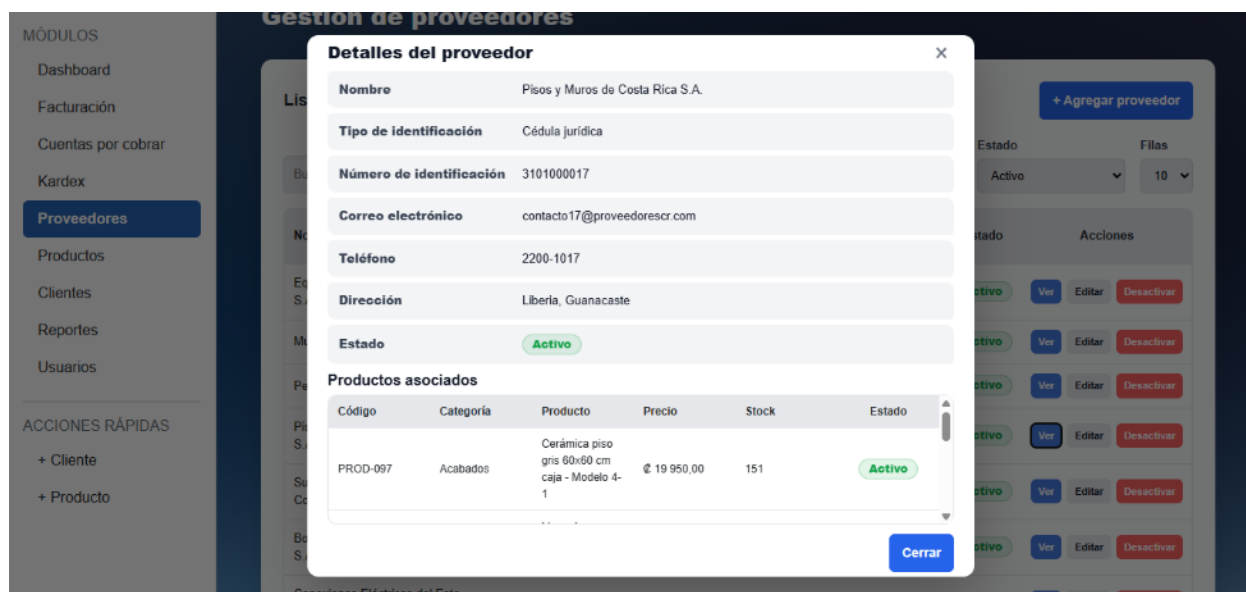 Gestión de proveedores
MÓDULOS
Dashboard
Facturación
Cuentas por cobrar
Kardex
Proveedores
Productos
Clientes
Reportes
Usuarios
ACCIONES RÁPIDAS
+ Cliente
+ Producto
Detalles del proveedor ×
Nombre Pisos y Muros de Costa Rica S.A.
Tipo de identificación Cédula jurídica
Número de identificación 3101000017
Correo electrónico contacto17@proveedorescr.com
Teléfono 2200-1017
Dirección Liberia, Guanacaste
Estado Activo
Productos asociados
Código Categoría Producto Precio Stock Estado
PROD-097 Acabados Cerámica piso gris 60x60 cm caja - Modelo 4-1 ₡ 19 950,00 151 Activo
Cerrar
+ Agregar proveedor
Estado Filas
Activo 10
Acciones
Ver Editar Desactivar
Ver Editar Desactivar
Ver Editar Desactivar
Ver Editar Desactivar
Ver Editar Desactivar
Ver Editar Desactivar